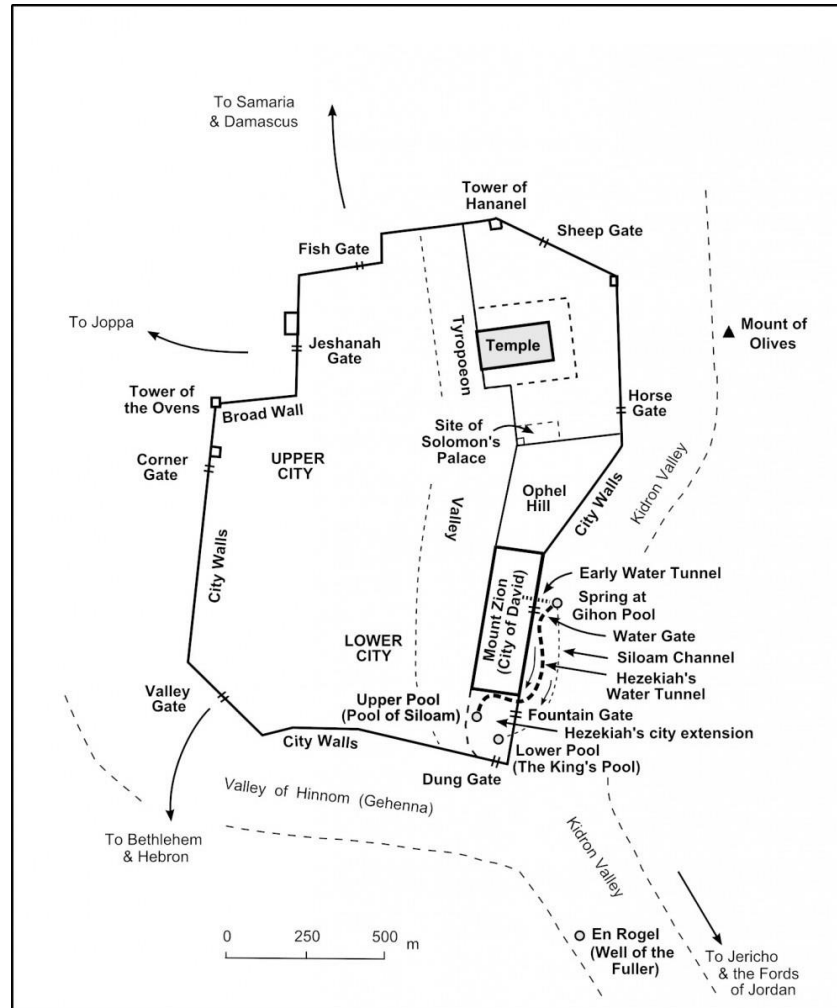 To Samaria
& Damascus
Tower of
Hananel
Sheep Gate
Fish Gate
To Joppa
Jeshanah
Gate
Tyropoeon
Temple
Mount of
Olives
Tower of
the Ovens
Broad Wall
Horse
Gate
Site of
Solomon's
Palace
Corner
Gate
UPPER
CITY
Ophel
Hill
City Walls
Kidron Valley
Valley
City Walls
Early Water Tunnel
Spring at
Gihon Pool
Mount Zion
(City of David)
Water Gate
LOWER
CITY
Siloam Channel
Hezekiah's
Water Tunnel
Valley
Gate
Upper Pool
(Pool of Siloam)
Fountain Gate
Hezekiah's city extension
City Walls
Lower Pool
(The King's Pool)
Dung Gate
Valley of Hinnom (Gehenna)
To Bethlehem
& Hebron
Kidron Valley
0 250 500 m
En Rogel
(Well of the
Fuller)
To Jericho
& the Fords
of Jordan